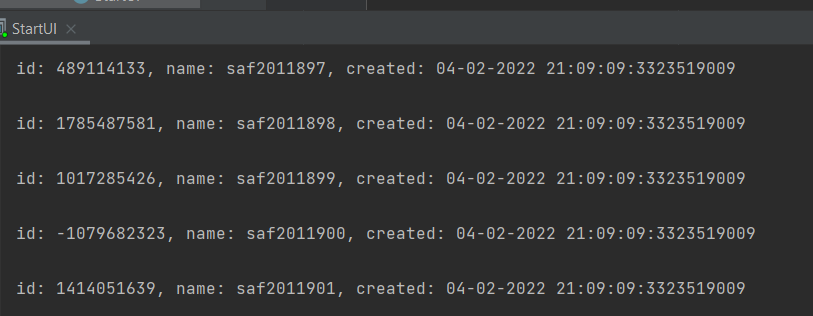 StartUI
id: 489114133, name: saf2011897, created: 04-02-2022 21:09:09:3323519009
id: 1785487581, name: saf2011898, created: 04-02-2022 21:09:09:3323519009
id: 1017285426, name: saf2011899, created: 04-02-2022 21:09:09:3323519009
id: -1079682323, name: saf2011900, created: 04-02-2022 21:09:09:3323519009
id: 1414051639, name: saf2011901, created: 04-02-2022 21:09:09:3323519009